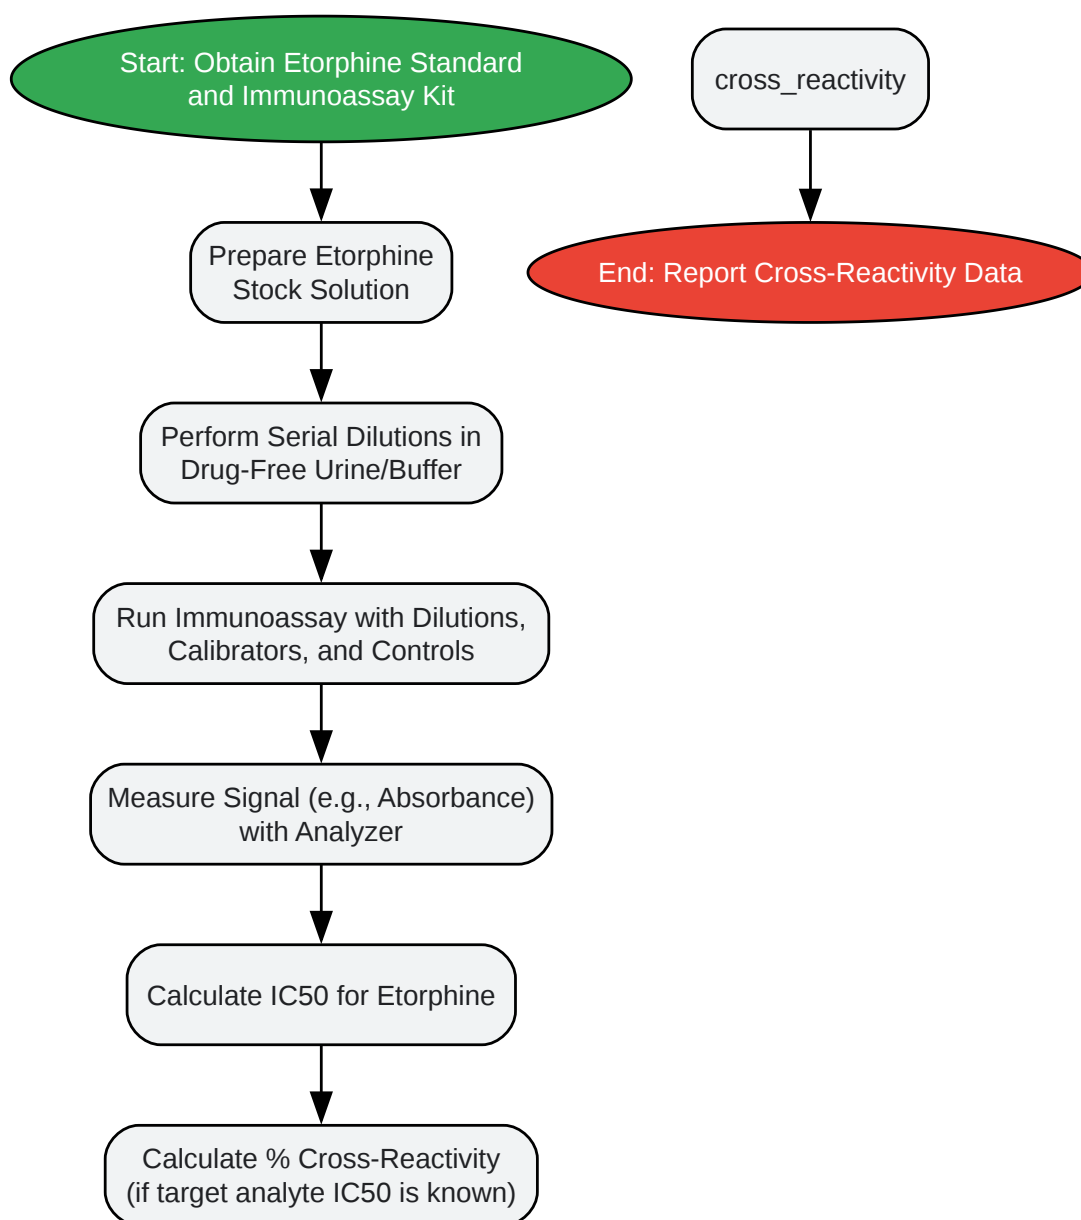 Start: Obtain Etorphine Standard
and Immunoassay Kit
cross_reactivity
Prepare Etorphine
Stock Solution
End: Report Cross-Reactivity Data
Perform Serial Dilutions in
Drug-Free Urine/Buffer
Run Immunoassay with Dilutions,
Calibrators, and Controls
Measure Signal (e.g., Absorbance)
with Analyzer
Calculate IC50 for Etorphine
Calculate % Cross-Reactivity
(if target analyte IC50 is known)